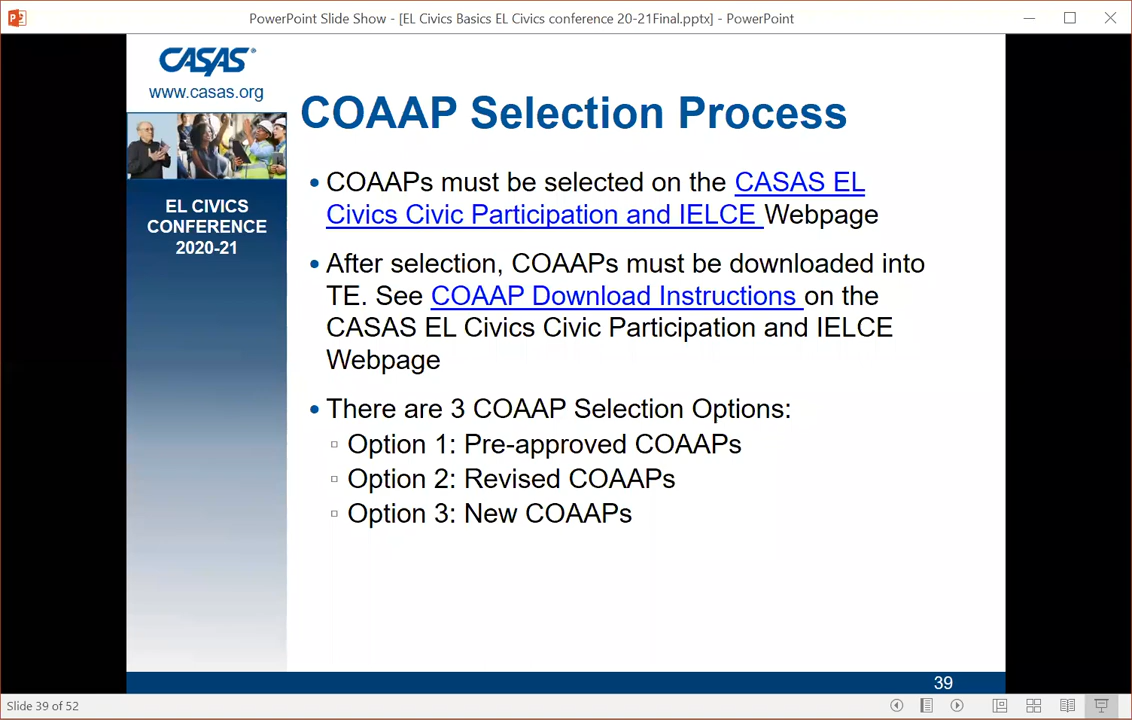 PowerPoint Slide Show - [EL Civics Basics EL Civics conference 20-21Final.pptx] - PowerPoint
CASAS®
www.casas.org
EL CIVICS
CONFERENCE
2020-21
COAAP Selection Process
• COAAPs must be selected on the CASAS EL
Civics Civic Participation and IELCE Webpage
• After selection, COAAPs must be downloaded into
TE. See COAAP Download Instructions on the
CASAS EL Civics Civic Participation and IELCE
Webpage
• There are 3 COAAP Selection Options:
▫ Option 1: Pre-approved COAAPs
▫ Option 2: Revised COAAPs
▫ Option 3: New COAAPs
39
Slide 39 of 52